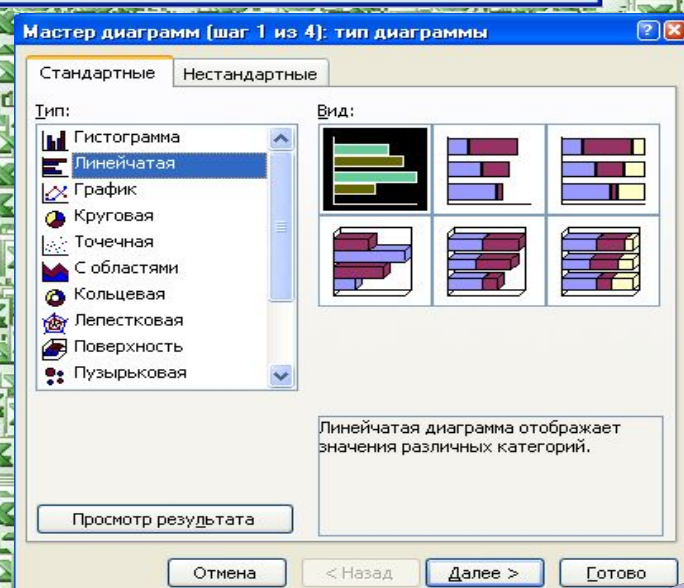 Мастер диаграмм (шаг 1 из 4): тип диаграммы
Стандартные Нестандартные
Тип: Вид:
Гистограмма
Линейчатая
График
Круговая
Точечная
С областями
Кольцевая
Лепестковая
Поверхность
Пузырьковая
Линейчатая диаграмма отображает
значения различных категорий.
Просмотр результата
Отмена < Назад Далее > Готово